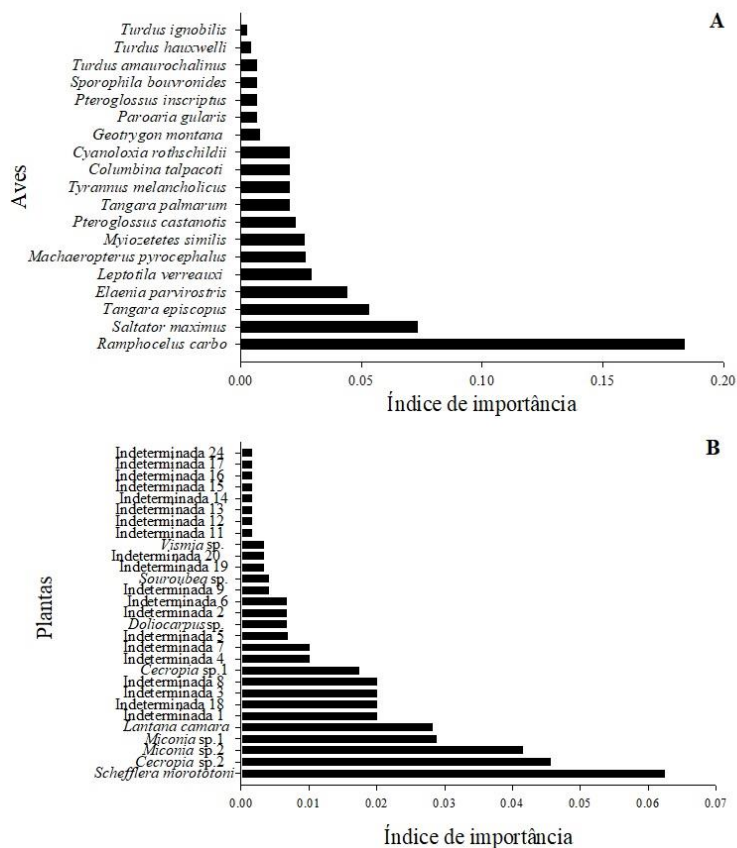 A
Turdus ignobilis
Turdus hauxwelli
Turdus amaurochalinus
Sporophila bouvronides
Pteroglossus inscriptus
Paroaria gularis
Geotrygon montana
Cyanoloxia rothschildii
Columbina talpacoti
Tyrannus melancholicus
Tangara palmarum
Pteroglossus castanotis
Myiozetetes similis
Machaeropterus pyrocephalus
Leptotila verreauxi
Elaenia parvirostris
Tangara episcopus
Saltator maximus
Ramphocelus carbo
Aves
0.00 0.05 0.10 0.15 0.20
Índice de importância
B
Indeterminada 24
Indeterminada 17
Indeterminada 16
Indeterminada 15
Indeterminada 14
Indeterminada 13
Indeterminada 12
Indeterminada 11
Vismia sp.
Indeterminada 20
Indeterminada 19
Souroubea sp.
Indeterminada 9
Indeterminada 6
Indeterminada 2
Doliocarpus sp.
Indeterminada 5
Indeterminada 7
Indeterminada 4
Cecropia sp.1
Indeterminada 8
Indeterminada 3
Indeterminada 18
Indeterminada 1
Lantana camara
Miconia sp.1
Miconia sp.2
Cecropia sp.2
Schefflera morototoni
Plantas
0.00 0.01 0.02 0.03 0.04 0.05 0.06 0.07
Índice de importância